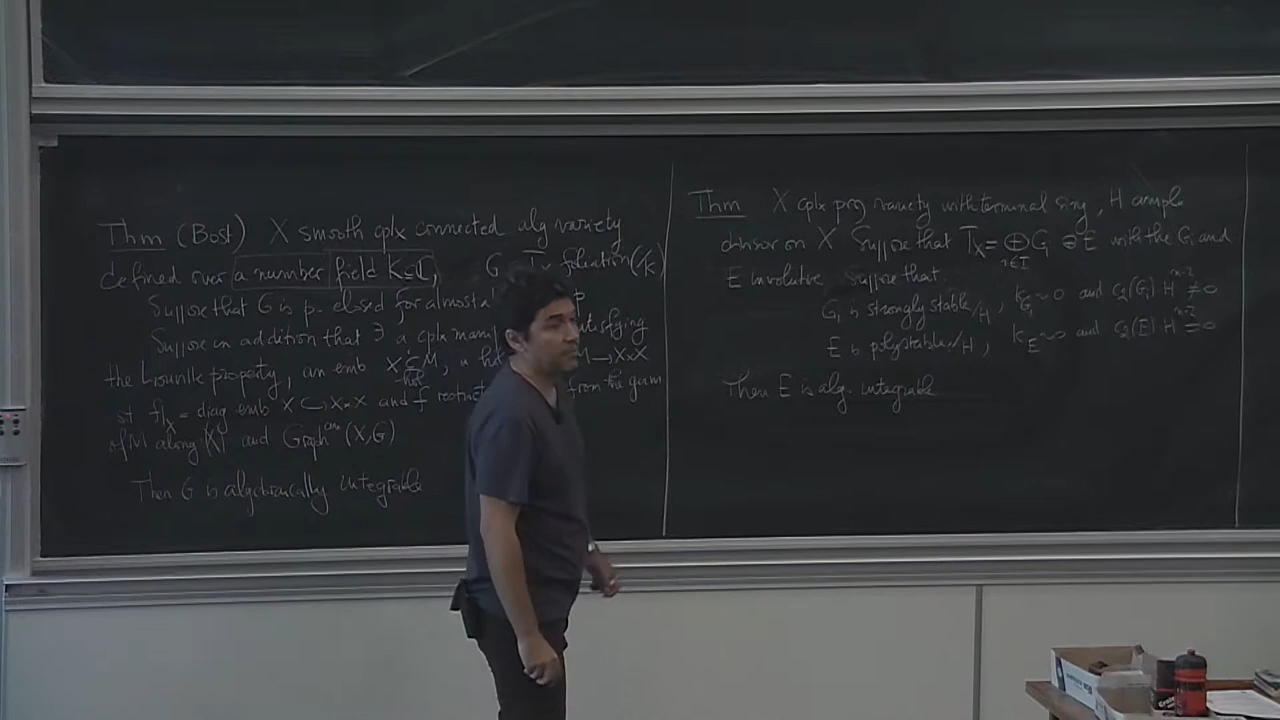 Thm (Bost) X smooth cplx connected alg variety
defined over a number field K⊆ℂ, G T_X foliation (/K)
Suppose that G is p-closed for almost p
Suppose in addition that ∃ a cplx satisfying
the Liouville property, an emb X ⊂ M, M → X×X
st f|_X = diag emb X ↪ X×X and f from the germ
of M along and Graph^an (X,G)
Then G is algebraically integrable
Thm X cplx proj variety with terminal sing, H ample
divisor on X Suppose that T_X = ⊕_{i∈I} G_i ⊕ E with the G_i and
E involutive Suppose that
G_i is strongly stable/H, K_{G_i} ~ 0 and c_2(G_i) H^{n-2} ≠ 0
E is polystable/H, K_E ~ 0 and c_2(E) H^{n-2} = 0
Then E is alg. integrable